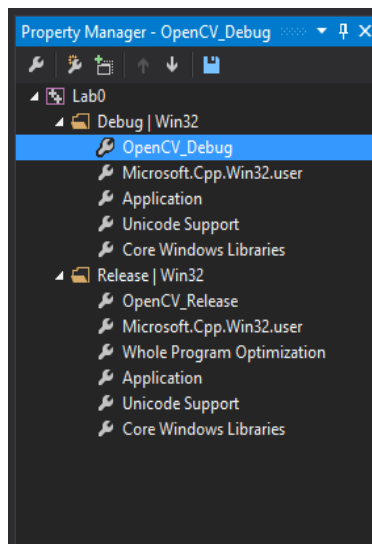 Property Manager - OpenCV_Debug
Lab0
Debug | Win32
OpenCV_Debug
Microsoft.Cpp.Win32.user
Application
Unicode Support
Core Windows Libraries
Release | Win32
OpenCV_Release
Microsoft.Cpp.Win32.user
Whole Program Optimization
Application
Unicode Support
Core Windows Libraries